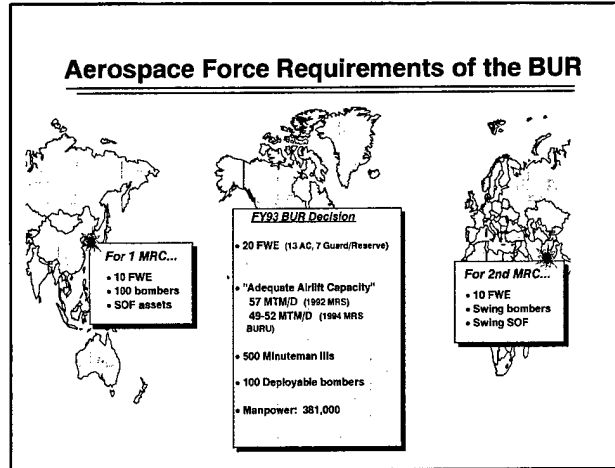 Aerospace Force Requirements of the BUR
For 1 MRC...
• 10 FWE
• 100 bombers
• SOF assets
FY93 BUR Decision
• 20 FWE (13 AC, 7 Guard/Reserve)
• "Adequate Airlift Capacity"
57 MTM/D (1992 MRS)
49-52 MTM/D (1994 MRS
BURU)
• 500 Minuteman IIIs
• 100 Deployable bombers
• Manpower: 381,000
For 2nd MRC...
• 10 FWE
• Swing bombers
• Swing SOF